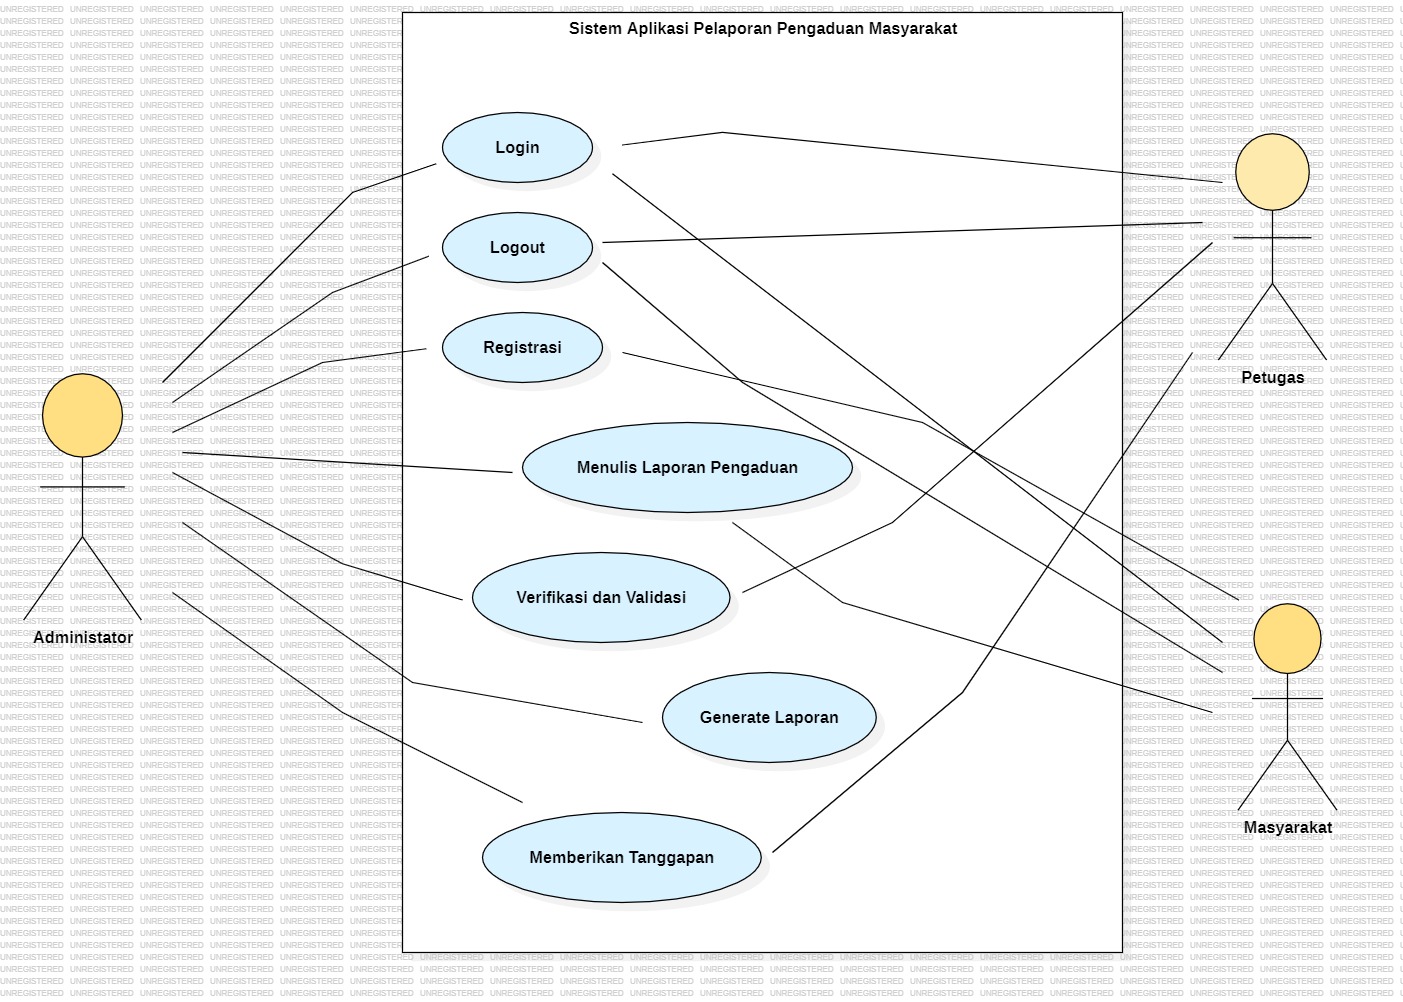 Sistem Aplikasi Pelaporan Pengaduan Masyarakat
Login
Logout
Registrasi
Petugas
Menulis Laporan Pengaduan
Verifikasi dan Validasi
Administator
Generate Laporan
Masyarakat
Memberikan Tanggapan
UNREGISTERED